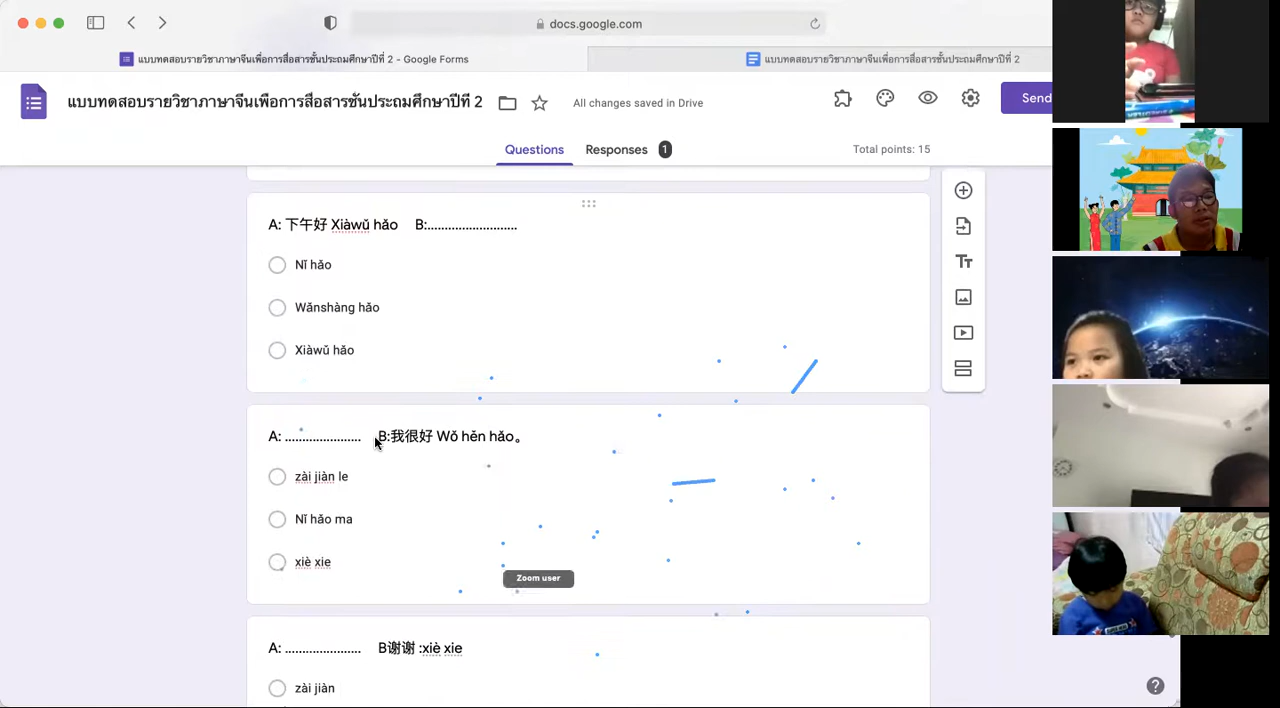 docs.google.com
แบบทดสอบรายวิชาภาษาจีนเพื่อการสื่อสารชั้นประถมศึกษาปีที่ 2 - Google Forms
แบบทดสอบรายวิชาภาษาจีนเพื่อการสื่อสารชั้นประถมศึกษาปีที่ 2
แบบทดสอบรายวิชาภาษาจีนเพื่อการสื่อสารชั้นประถมศึกษาปีที่ 2
All changes saved in Drive
Send
Questions
Responses 1
Total points: 15
A: 下午好 Xiàwǔ hǎo B:..........................
Nǐ hǎo
Wǎnshàng hǎo
Xiàwǔ hǎo
Tт
A: ...................... B:我很好 Wǒ hěn hǎo。
zài jiàn le
Nǐ hǎo ma
xiè xie
Zoom user
A: ...................... B谢谢 :xiè xie
zài jiàn